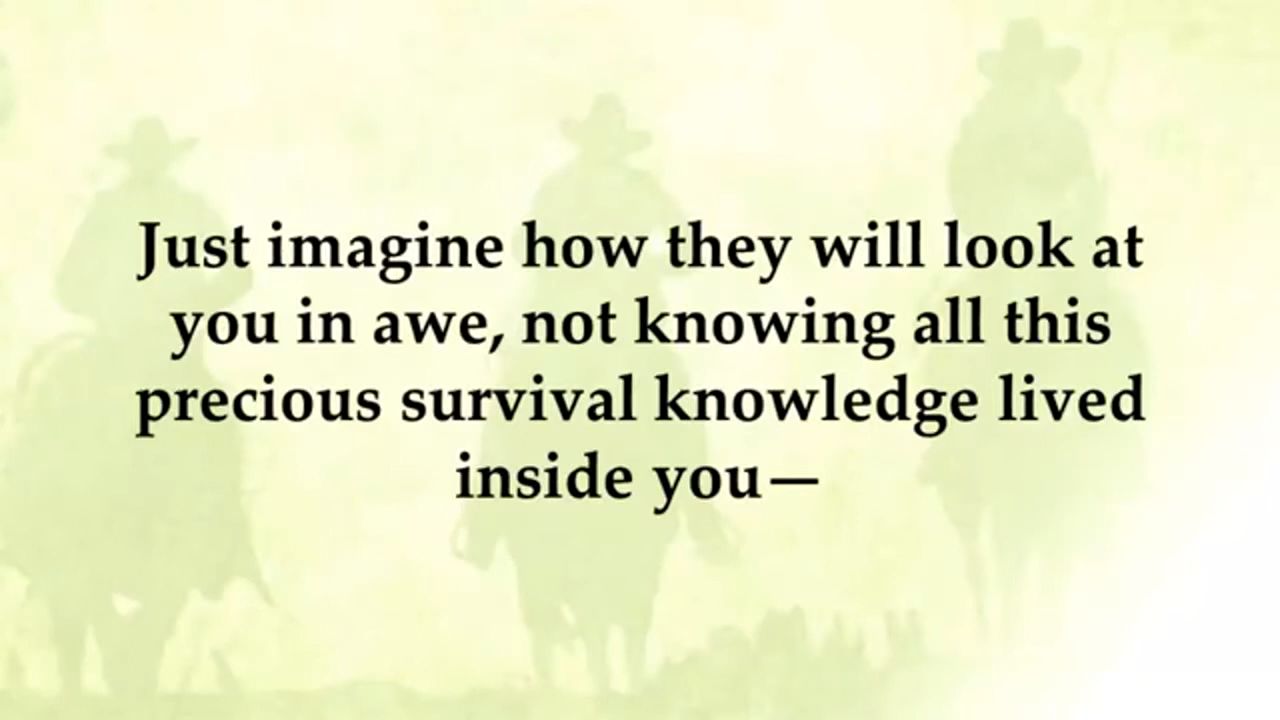 Just imagine how they will look at
you in awe, not knowing all this
precious survival knowledge lived
inside you—